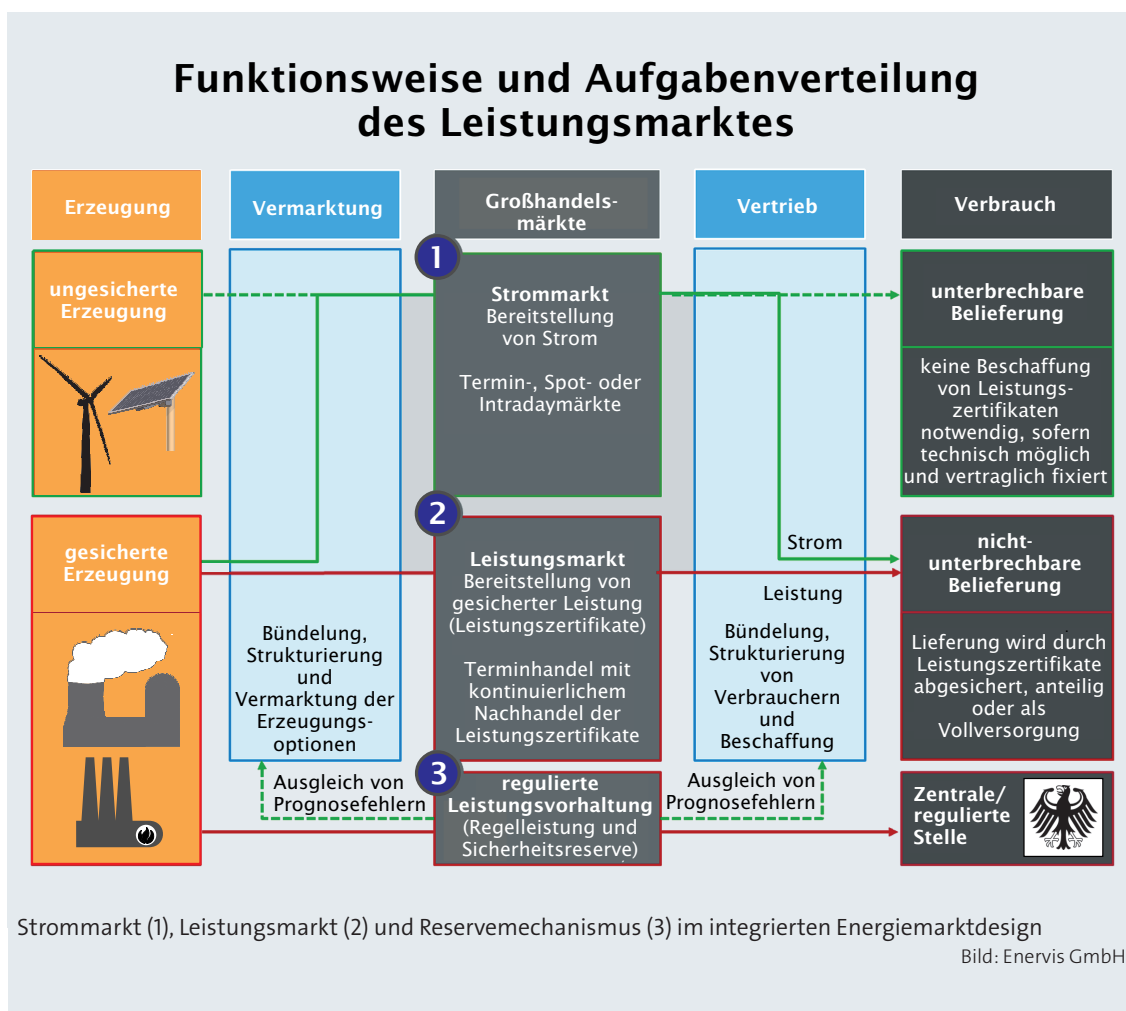 Funktionsweise und Aufgabenverteilung
des Leistungsmarktes
Erzeugung
Vermarktung
Großhandels-
märkte
Vertrieb
Verbrauch
ungesicherte
Erzeugung
1
Strommarkt
Bereitstellung
von Strom
Termin-, Spot- oder
Intradaymärkte
unterbrechbare
Belieferung
keine Beschaffung
von Leistungs-
zertifikaten
notwendig, sofern
technisch möglich
und vertraglich fixiert
gesicherte
Erzeugung
Bündelung,
Strukturierung
und
Vermarktung der
Erzeugungs-
optionen
2
Leistungsmarkt
Bereitstellung von
gesicherter Leistung
(Leistungszertifikate)
Terminhandel mit
kontinuierlichem
Nachhandel der
Leistungszertifikate
Strom
Leistung
Bündelung,
Strukturierung
von
Verbrauchern
und
Beschaffung
nicht-
unterbrechbare
Belieferung
Lieferung wird durch
Leistungszertifikate
abgesichert, anteilig
oder als
Vollversorgung
Ausgleich von
Prognosefehlern
3
regulierte
Leistungsvorhaltung
(Regelleistung und
Sicherheitsreserve)
Ausgleich von
Prognosefehlern
Zentrale/
regulierte
Stelle
Strommarkt (1), Leistungsmarkt (2) und Reservemechanismus (3) im integrierten Energiemarktdesign
Bild: Enervis GmbH